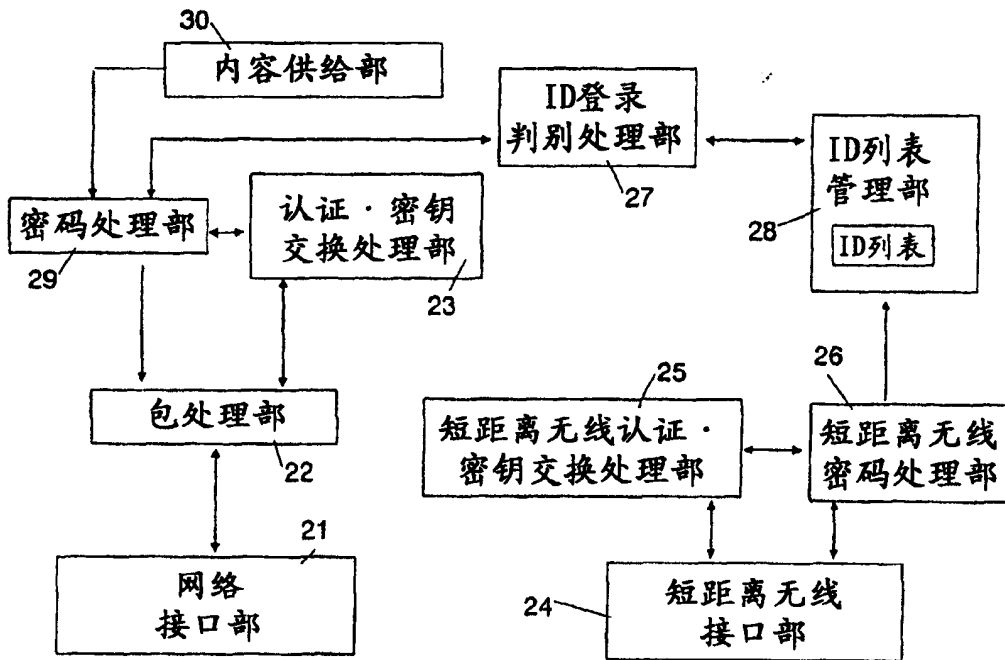 30
内容供给部
ID登录
判别处理部
27
ID列表
管理部
28
ID列表
密码处理部
29
认证·密钥
交换处理部
23
包处理部
22
25
短距离无线认证·
密钥交换处理部
26
短距离无线
密码处理部
21
网络
接口部
24
短距离无线
接口部